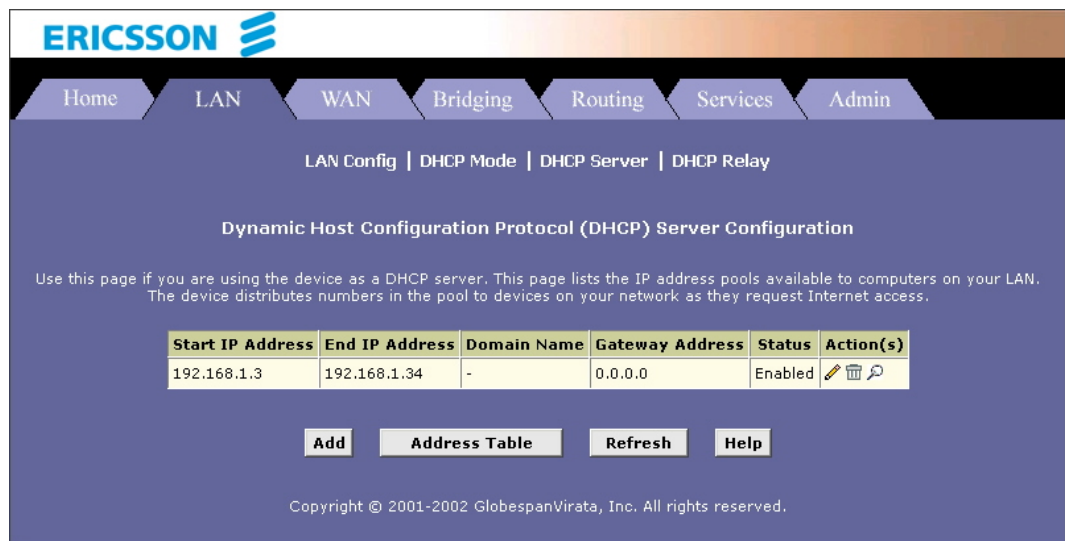 ERICSSON
Home LAN WAN Bridging Routing Services Admin
LAN Config | DHCP Mode | DHCP Server | DHCP Relay
Dynamic Host Configuration Protocol (DHCP) Server Configuration
Use this page if you are using the device as a DHCP server. This page lists the IP address pools available to computers on your LAN.
The device distributes numbers in the pool to devices on your network as they request Internet access.
Start IP Address End IP Address Domain Name Gateway Address Status Action(s)
192.168.1.3 192.168.1.34 - 0.0.0.0 Enabled
Add Address Table Refresh Help
Copyright © 2001-2002 GlobespanVirata, Inc. All rights reserved.